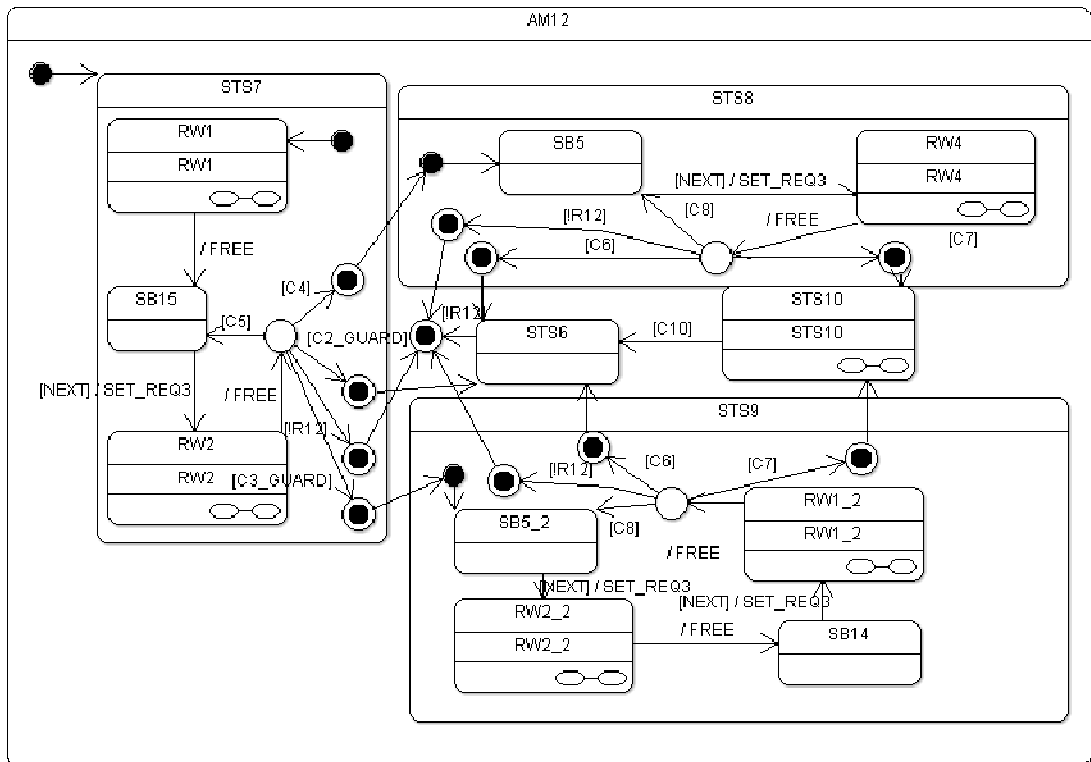 AM12
STS7
RW1
RW1
/ FREE
SB15
[C5]
[C4]
[C2_GUARD]
[NEXT] / SET_REQ3
/ FREE
[IR12]
RW2
RW2
[C3_GUARD]
STS8
SB5
RW4
RW4
[NEXT] / SET_REQ3
[C8]
/ FREE
[IR12]
[C6]
[C7]
[IR12]
STS6
[C10]
STS10
STS10
STS9
[C6]
[C7]
[IR12]
SB5_2
[C8]
RW1_2
RW1_2
/ FREE
[NEXT] / SET_REQ3
[NEXT] / SET_REQ3
RW2_2
RW2_2
/ FREE
SB14